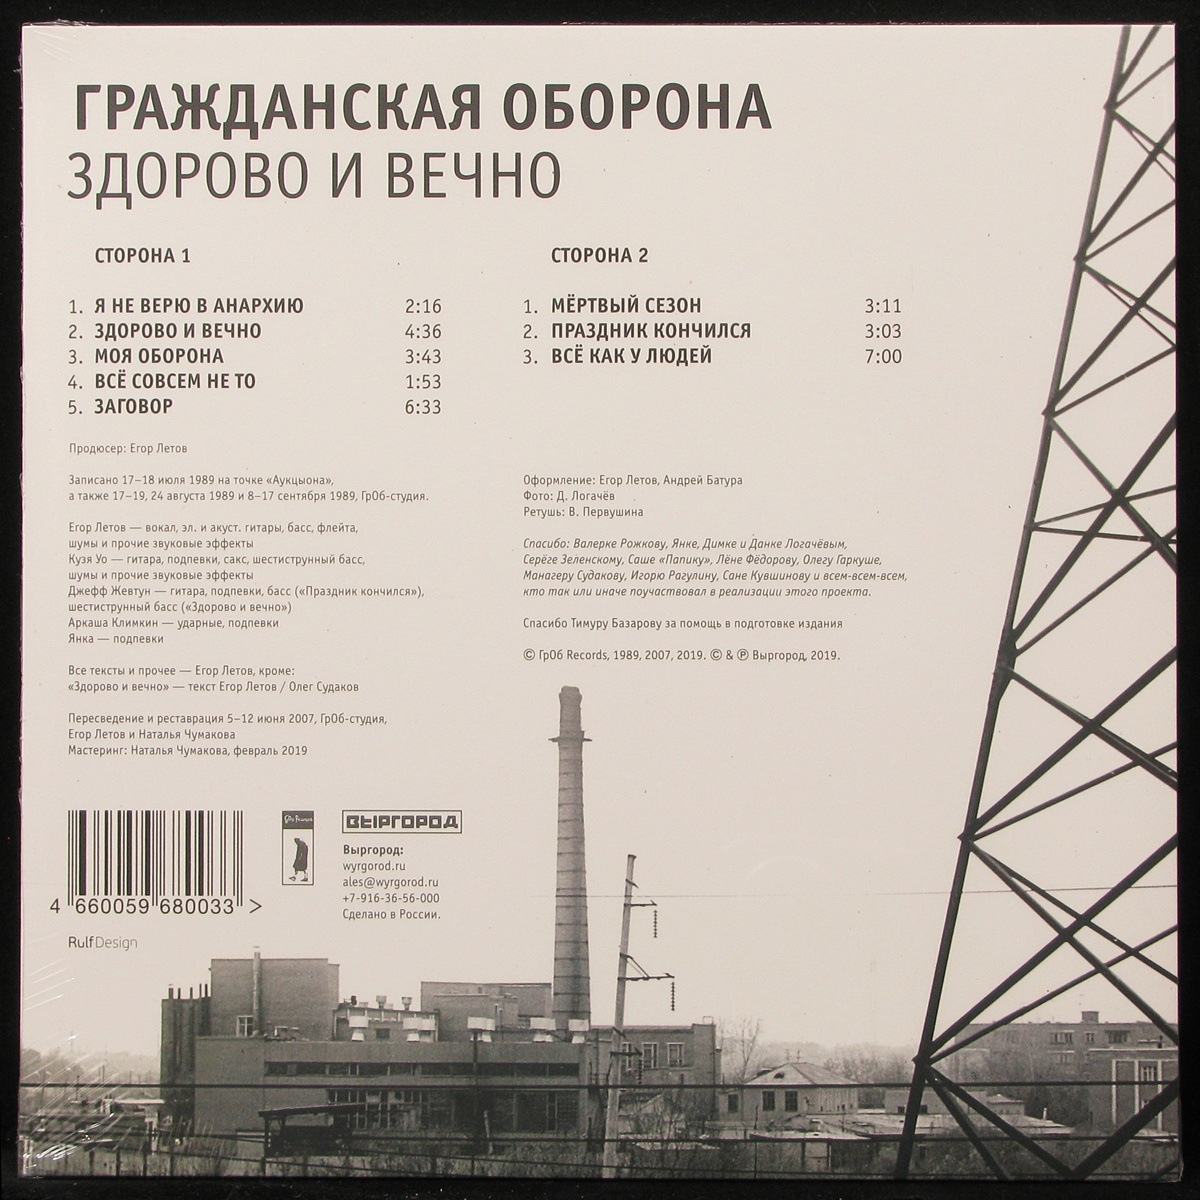 ГРАЖДАНСКАЯ ОБОРОНА
ЗДОРОВО И ВЕЧНО
СТОРОНА 1
1. Я НЕ ВЕРЮ В АНАРХИЮ 2:16
2. ЗДОРОВО И ВЕЧНО 4:36
3. МОЯ ОБОРОНА 3:43
4. ВСЁ СОВСЕМ НЕ ТО 1:53
5. ЗАГОВОР 6:33
СТОРОНА 2
1. МЁРТВЫЙ СЕЗОН 3:11
2. ПРАЗДНИК КОНЧИЛСЯ 3:03
3. ВСЁ КАК У ЛЮДЕЙ 7:00
Продюсер: Егор Летов
Записано 17–18 июля 1989 на точке «Аукцыона»,
а также 17–19, 24 августа 1989 и 8–17 сентября 1989, ГрОб-студия.
Егор Летов — вокал, эл. и акуст. гитары, басс, флейта,
шумы и прочие звуковые эффекты
Кузя Уо — гитара, подпевки, сакс, шестиструнный басс,
шумы и прочие звуковые эффекты
Джефф Жевтун — гитара, подпевки, басс («Праздник кончился»),
шестиструнный басс («Здорово и вечно»)
Аркаша Климкин — ударные, подпевки
Янка — подпевки
Все тексты и прочее — Егор Летов, кроме:
«Здорово и вечно» — текст Егор Летов / Олег Судаков
Пересведение и реставрация 5–12 июня 2007, ГрОб-студия,
Егор Летов и Наталья Чумакова
Мастеринг: Наталья Чумакова, февраль 2019
Оформление: Егор Летов, Андрей Батура
Фото: Д. Логачёв
Ретушь: В. Первушина
Спасибо: Валерке Рожкову, Янке, Димке и Данке Логачёвым,
Серёге Зеленскому, Саше «Папику», Лёне Фёдорову, Олегу Гаркуше,
Манагеру Судакову, Игорю Рагулину, Сане Кувшинову и всем-всем-всем,
кто так или иначе поучаствовал в реализации этого проекта.
Спасибо Тимуру Базарову за помощь в подготовке издания
© ГрОб Records, 1989, 2007, 2019. © & ℗ Выргород, 2019.
4 660059 680033 >
ВЫРГОРОД
Выргород:
wyrgorod.ru
ales@wyrgorod.ru
+7-916-36-56-000
Сделано в России.
RulfDesign